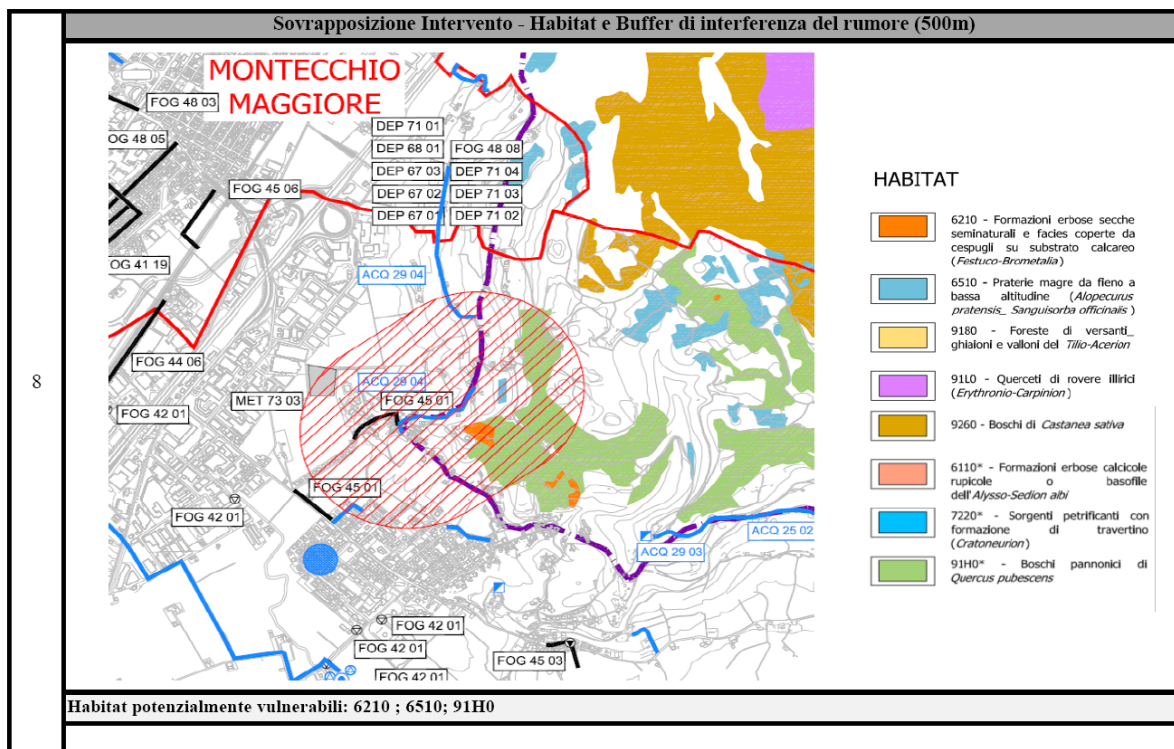 Sovrapposizione Intervento - Habitat e Buffer di interferenza del rumore (500m)
8
MONTECCHIO
MAGGIORE
FOG 48 03
OG 48 05
DEP 71 01
DEP 68 01
FOG 48 08
DEP 67 03
DEP 71 04
DEP 67 02
DEP 71 03
DEP 67 01
DEP 71 02
FOG 45 06
OG 41 19
ACQ 29 04
FOG 44 06
ACQ 29 04
MET 73 03
FOG 45 01
FOG 42 01
FOG 45 01
FOG 42 01
ACQ 25 02
ACQ 29 03
FOG 42 01
FOG 42 01
FOG 42 01
FOG 45 03
HABITAT
6210 - Formazioni erbose secche
seminaturali e facies coperte da
cespugli su substrato calcareo
(Festuco-Brometalia)
6510 - Praterie magre da fieno a
bassa altitudine (Alopecurus
pratensis_ Sanguisorba officinalis)
9180 - Foreste di versanti_
ghiaioni e valloni del Tilio-Acerion
91L0 - Querceti di rovere illirici
(Erythronio-Carpinion)
9260 - Boschi di Castanea sativa
6110* - Formazioni erbose calcicole
rupicole o basofile
dell'Alysso-Sedion albi
7220* - Sorgenti petrificanti con
formazione di travertino
(Cratoneurion)
91H0* - Boschi pannonici di
Quercus pubescens
Habitat potenzialmente vulnerabili: 6210 ; 6510; 91H0